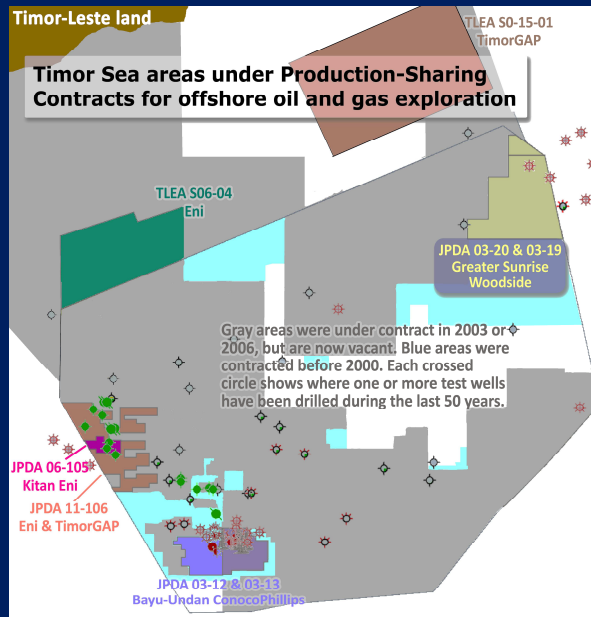 Timor-Leste land
TLEA S0-15-01
TimorGAP
Timor Sea areas under Production-Sharing
Contracts for offshore oil and gas exploration
TLEA S06-04
Eni
JPDA 03-20 & 03-19
Greater Sunrise
Woodside
Gray areas were under contract in 2003 or
2006, but are now vacant. Blue areas were
contracted before 2000. Each crossed
circle shows where one or more test wells
have been drilled during the last 50 years.
JPDA 06-105
Kitan Eni
JPDA 11-106
Eni & TimorGAP
JPDA 03-12 & 03-13
Bayu-Undan ConocoPhillips